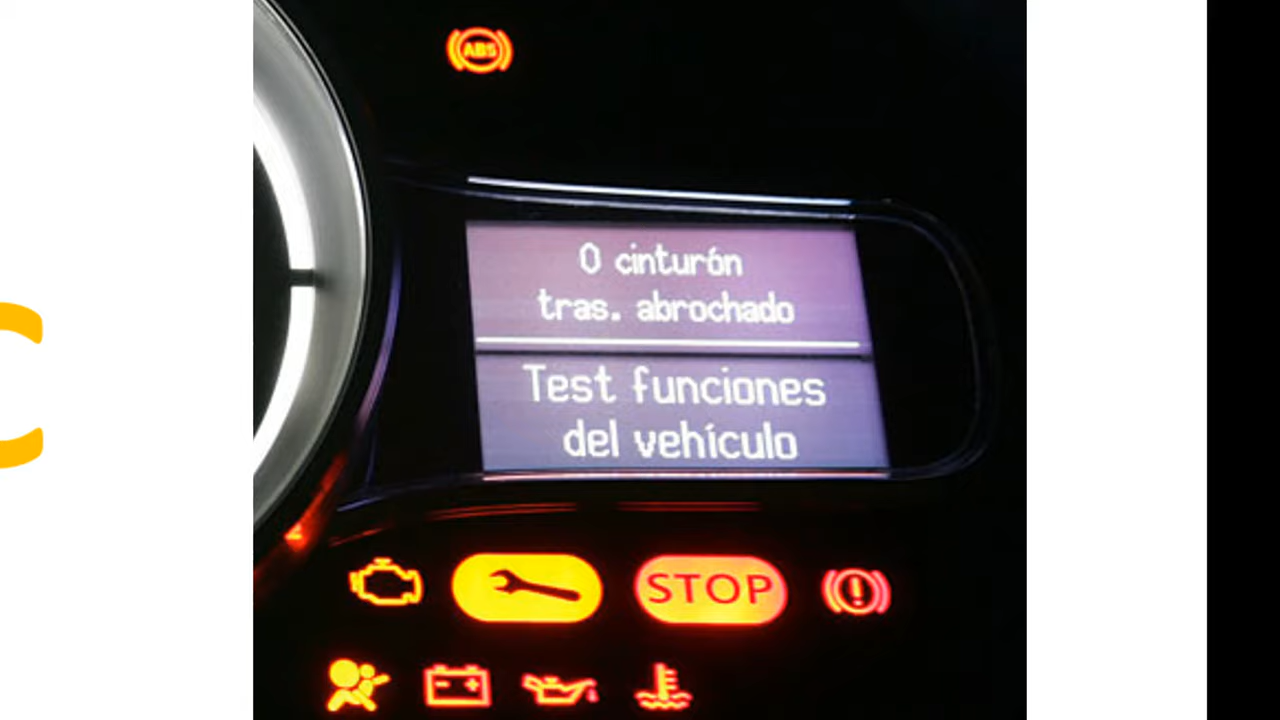 ABS
0 cinturón
tras. abrochado
Test funciones
del vehículo
STOP